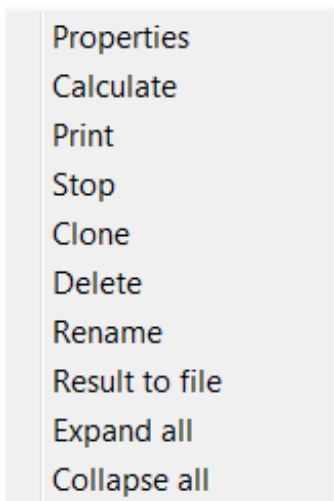 Properties
Calculate
Print
Stop
Clone
Delete
Rename
Result to file
Expand all
Collapse all